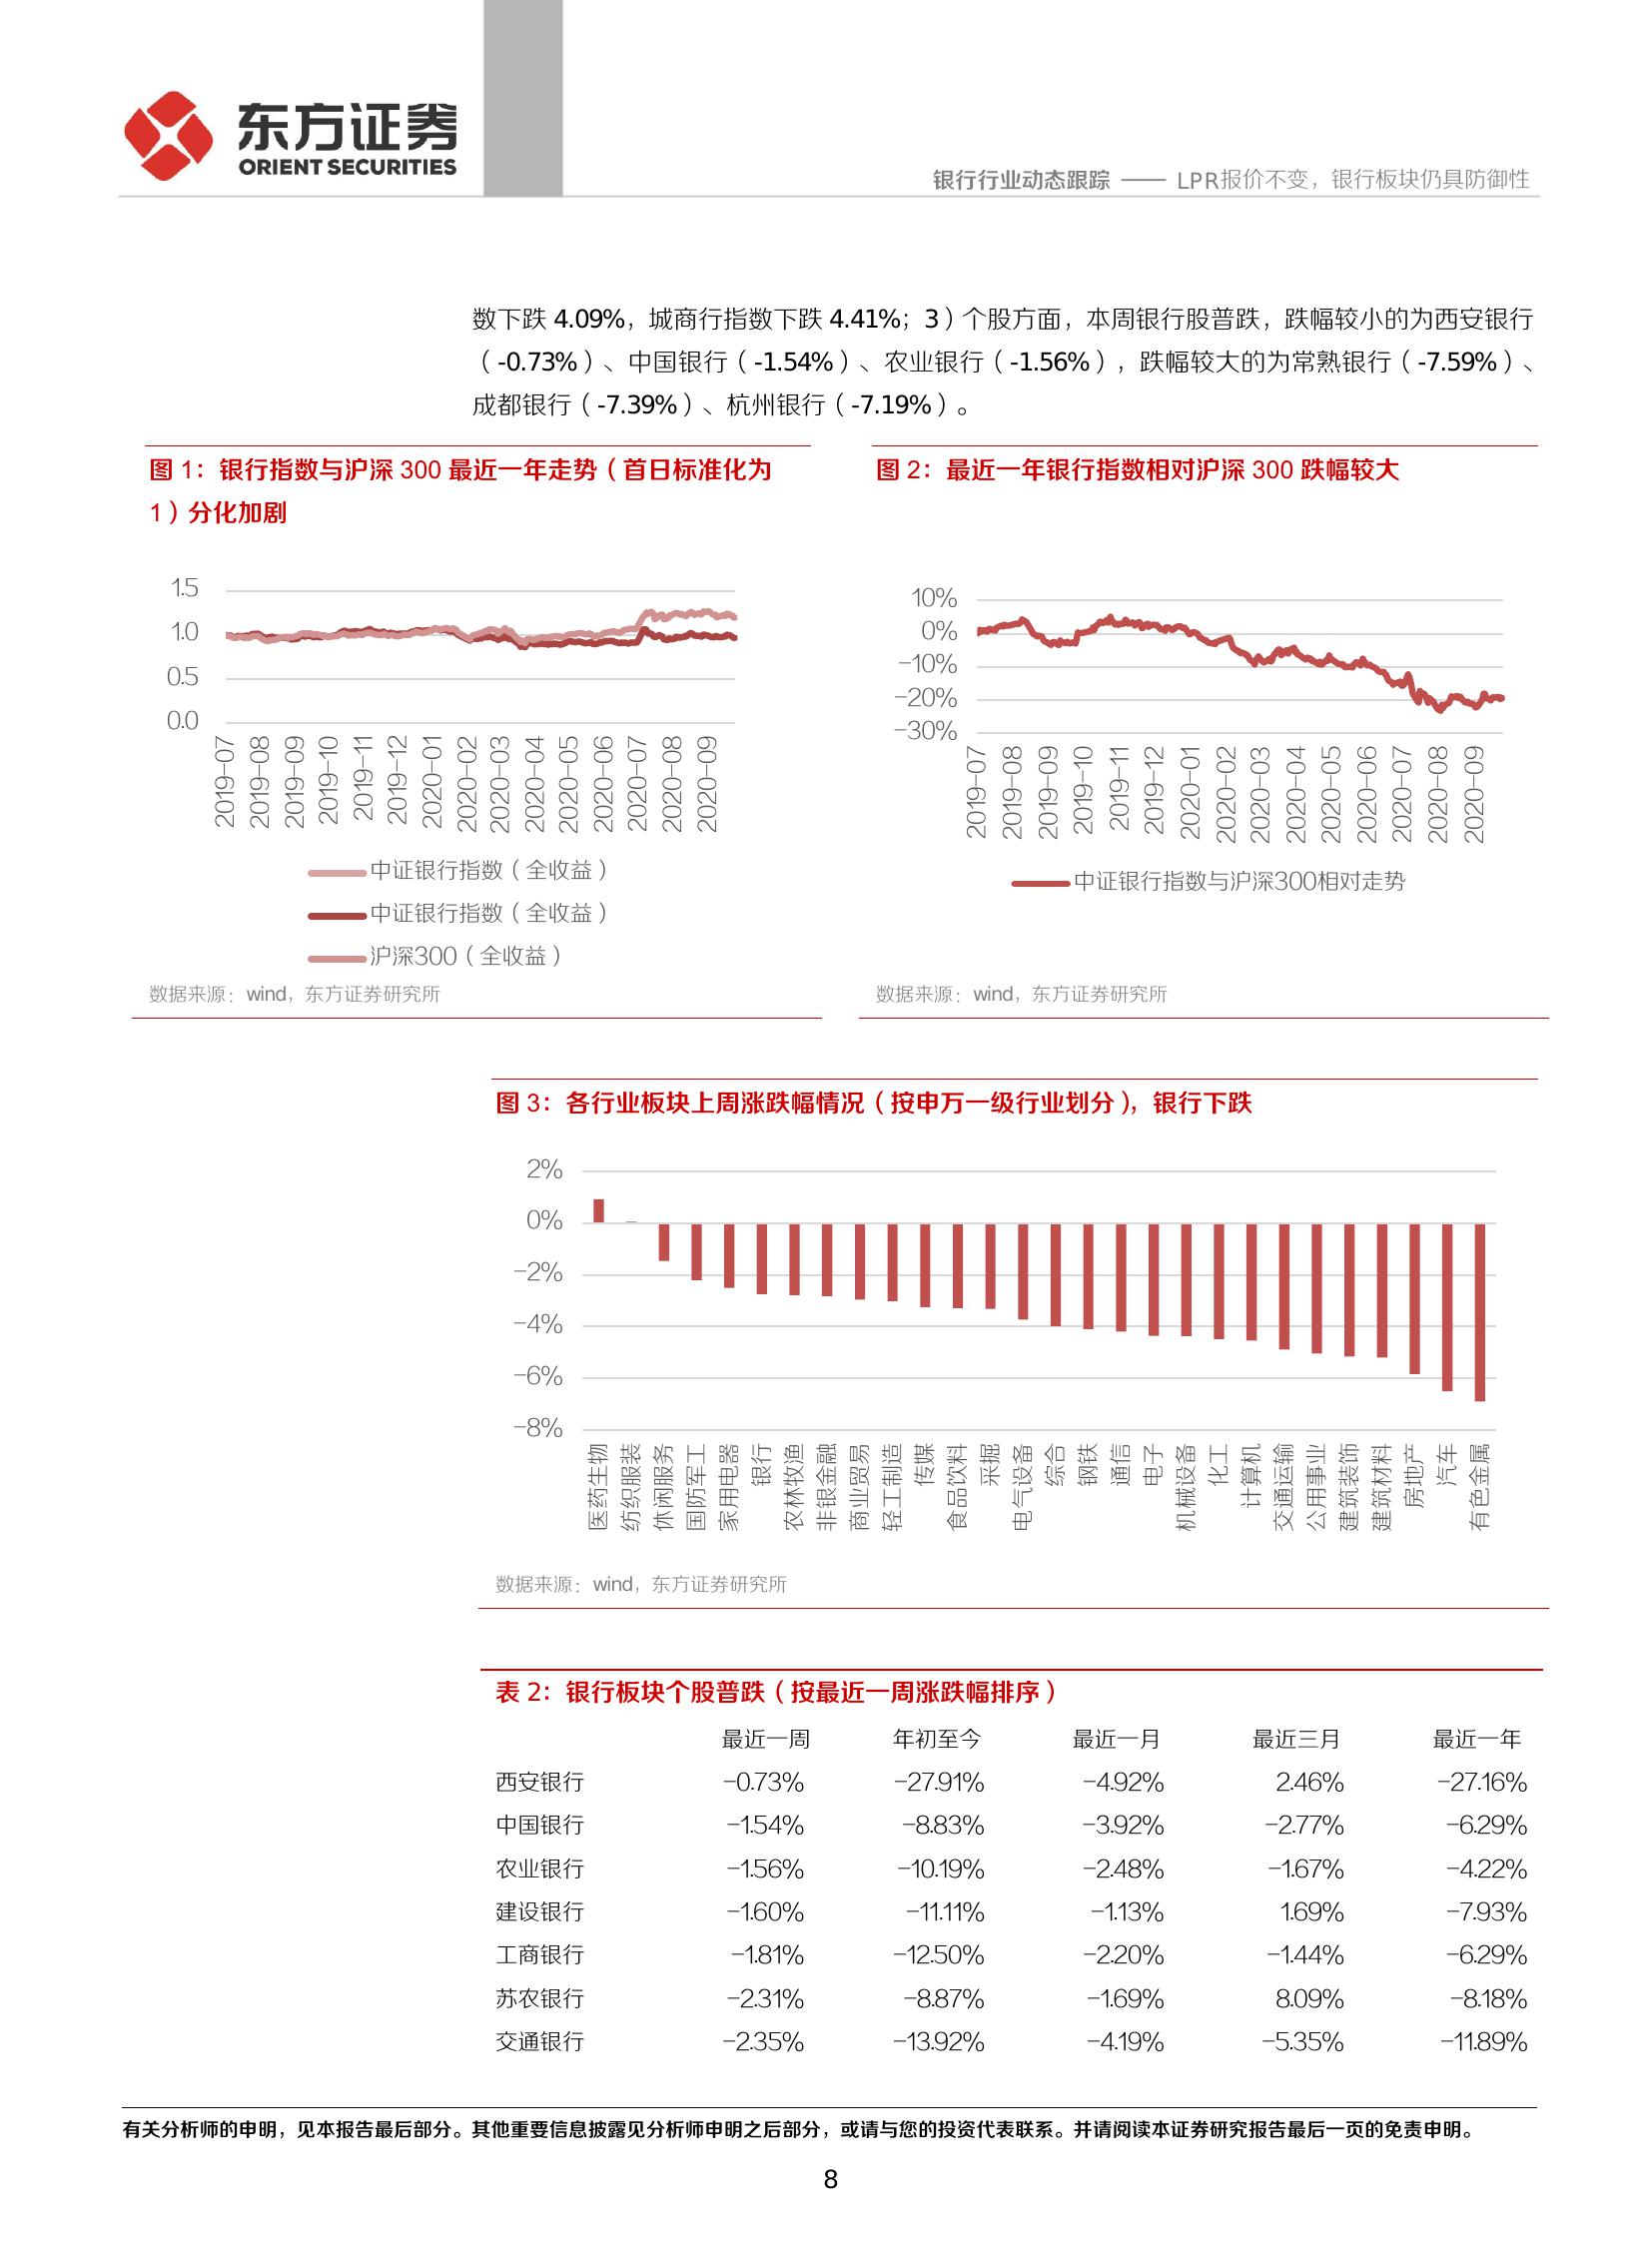 东方证券
ORIENT SECURITIES
银行行业动态跟踪 —— LPR报价不变，银行板块仍具防御性
数下跌 4.09%，城商行指数下跌 4.41%；3）个股方面，本周银行股普跌，跌幅较小的为西安银行
（-0.73%）、中国银行（-1.54%）、农业银行（-1.56%），跌幅较大的为常熟银行（-7.59%）、
成都银行（-7.39%）、杭州银行（-7.19%）。
图 1：银行指数与沪深 300 最近一年走势（首日标准化为
1）分化加剧
1.5
1.0
0.5
0.0
2019-07
2019-08
2019-09
2019-10
2019-11
2019-12
2020-01
2020-02
2020-03
2020-04
2020-05
2020-06
2020-07
2020-08
2020-09
中证银行指数（全收益）
中证银行指数（全收益）
沪深300（全收益）
数据来源：wind，东方证券研究所
图 2：最近一年银行指数相对沪深 300 跌幅较大
10%
0%
-10%
-20%
-30%
2019-07
2019-08
2019-09
2019-10
2019-11
2019-12
2020-01
2020-02
2020-03
2020-04
2020-05
2020-06
2020-07
2020-08
2020-09
中证银行指数与沪深300相对走势
数据来源：wind，东方证券研究所
图 3：各行业板块上周涨跌幅情况（按申万一级行业划分），银行下跌
2%
0%
-2%
-4%
-6%
-8%
医药生物
纺织服装
休闲服务
国防军工
家用电器
银行
农林牧渔
非银金融
商业贸易
轻工制造
传媒
食品饮料
采掘
电气设备
综合
钢铁
通信
电子
机械设备
化工
计算机
交通运输
公用事业
建筑装饰
建筑材料
房地产
汽车
有色金属
数据来源：wind，东方证券研究所
表 2：银行板块个股普跌（按最近一周涨跌幅排序）
最近一周 年初至今 最近一月 最近三月 最近一年
西安银行 -0.73% -27.91% -4.92% 2.46% -27.16%
中国银行 -1.54% -8.83% -3.92% -2.77% -6.29%
农业银行 -1.56% -10.19% -2.48% -1.67% -4.22%
建设银行 -1.60% -11.11% -1.13% 1.69% -7.93%
工商银行 -1.81% -12.50% -2.20% -1.44% -6.29%
苏农银行 -2.31% -8.87% -1.69% 8.09% -8.18%
交通银行 -2.35% -13.92% -4.19% -5.35% -11.89%
有关分析师的申明，见本报告最后部分。其他重要信息披露见分析师申明之后部分，或请与您的投资代表联系。并请阅读本证券研究报告最后一页的免责申明。
8